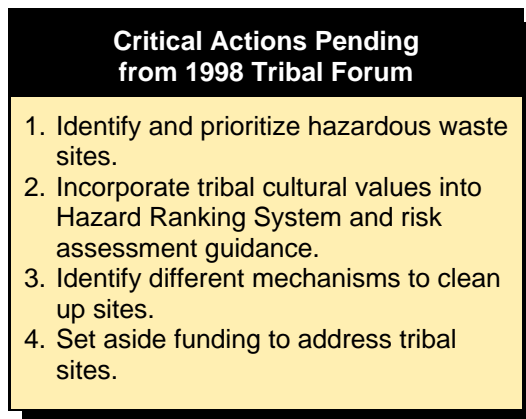 Critical Actions Pending
from 1998 Tribal Forum
1. Identify and prioritize hazardous waste
sites.
2. Incorporate tribal cultural values into
Hazard Ranking System and risk
assessment guidance.
3. Identify different mechanisms to clean
up sites.
4. Set aside funding to address tribal
sites.